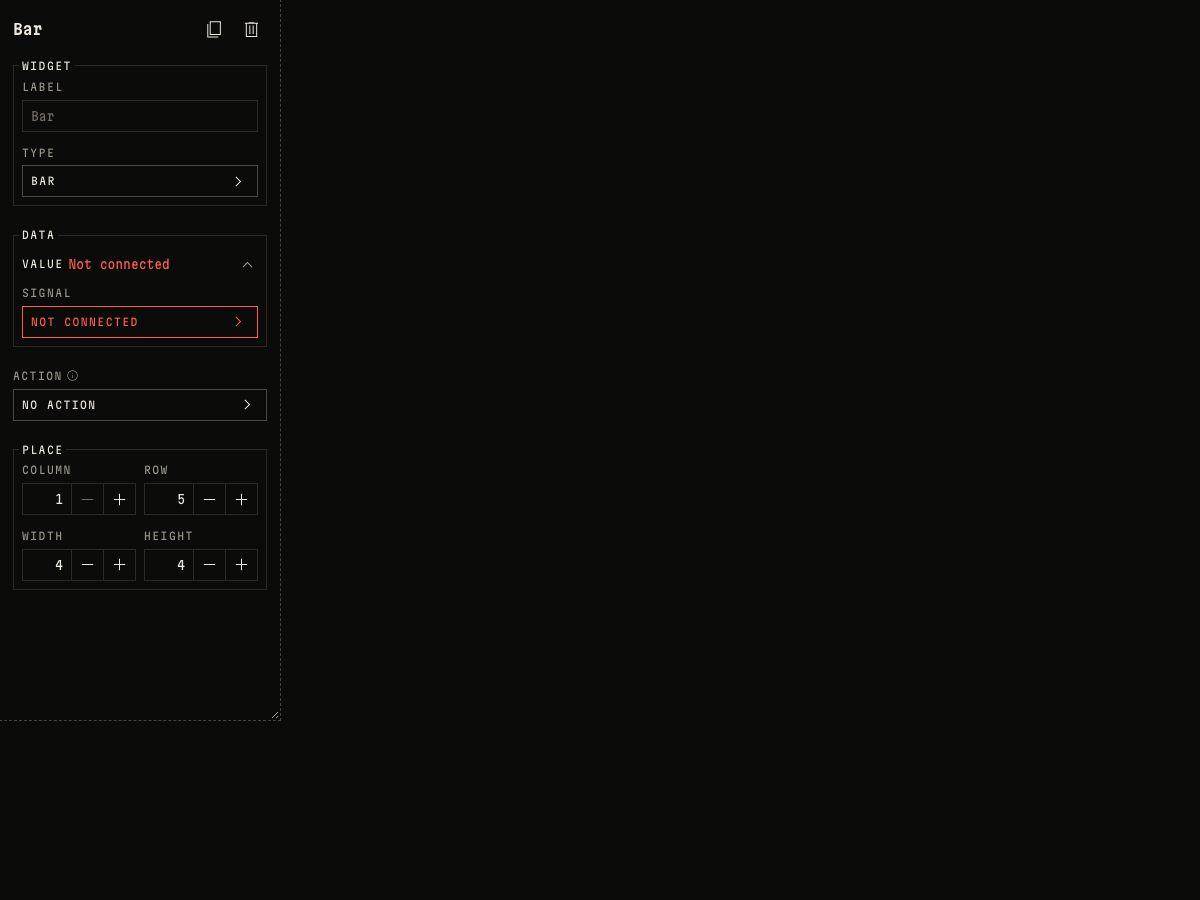 Bar
WIDGET
LABEL
Bar
TYPE
BAR
DATA
VALUE Not connected
SIGNAL
NOT CONNECTED
ACTION
NO ACTION
PLACE
COLUMN ROW
1 5
WIDTH HEIGHT
4 4